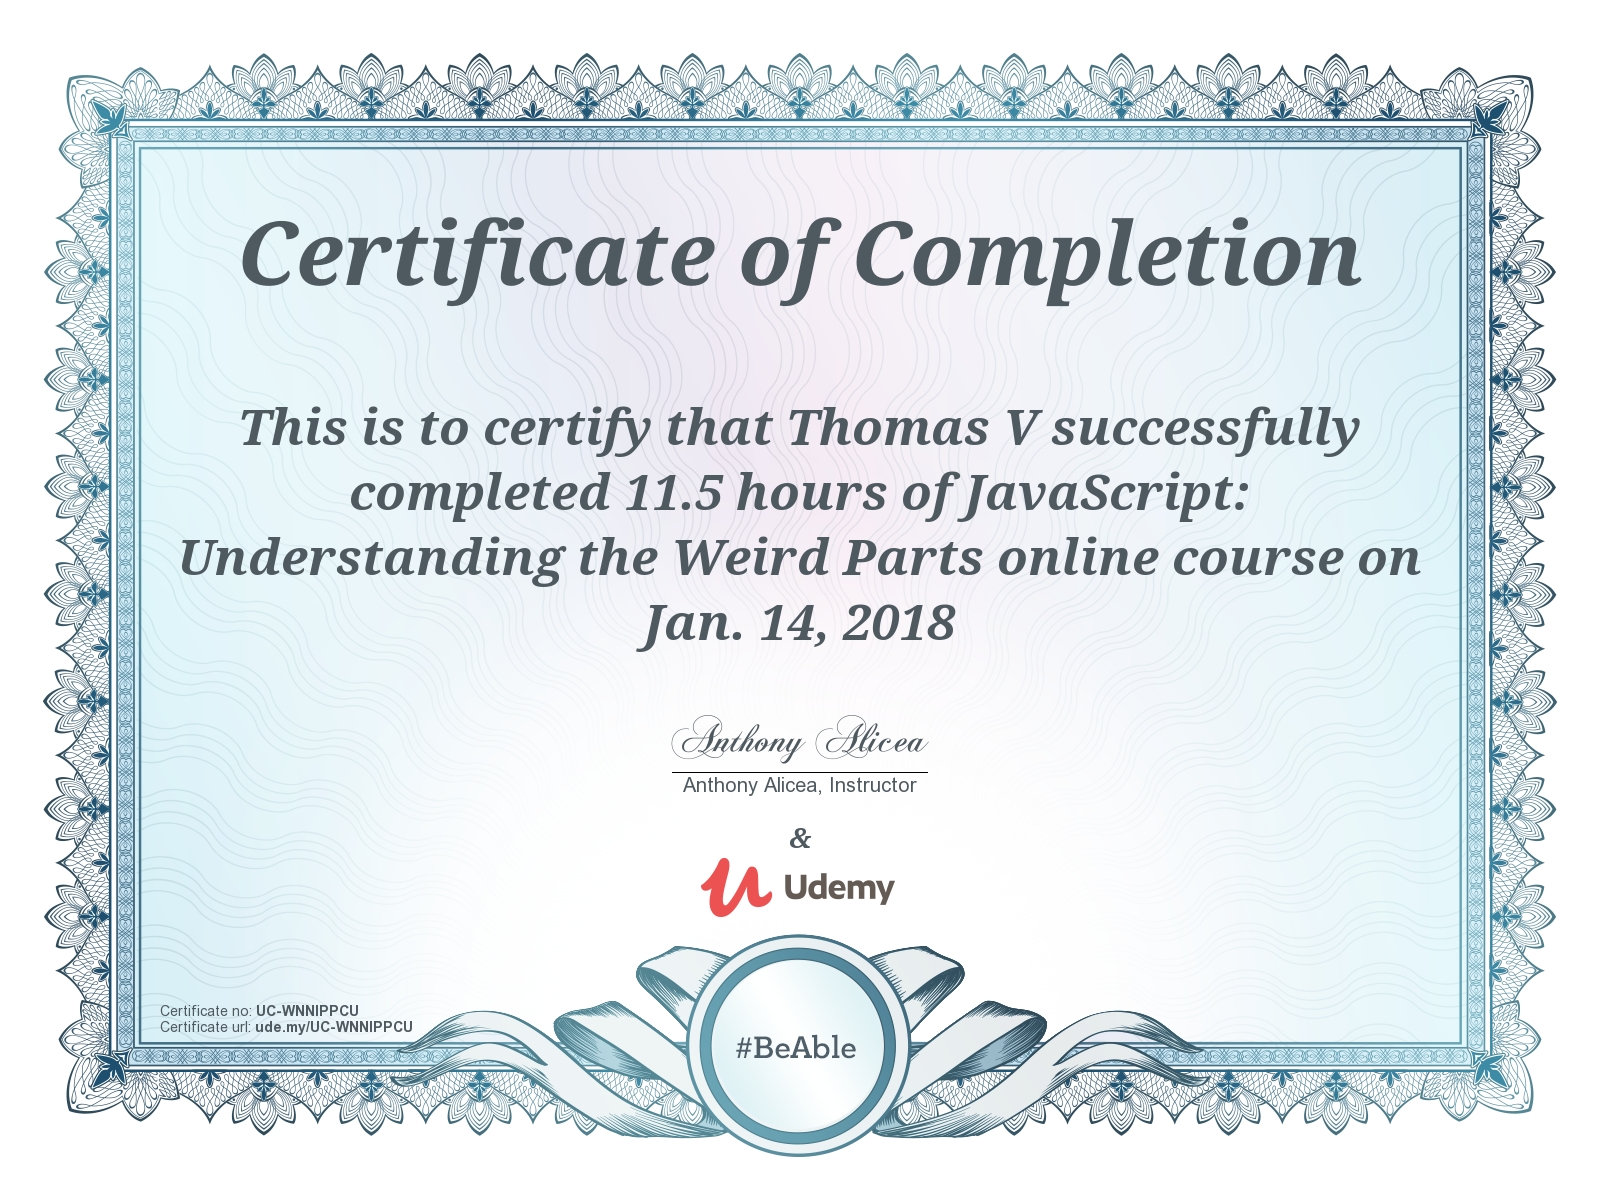 Certificate of Completion
This is to certify that Thomas V successfully
completed 11.5 hours of JavaScript:
Understanding the Weird Parts online course on
Jan. 14, 2018
Anthony Alicea
Anthony Alicea, Instructor
&
Udemy
Certificate no: UC-WNNIPPCU
Certificate url: ude.my/UC-WNNIPPCU
#BeAble